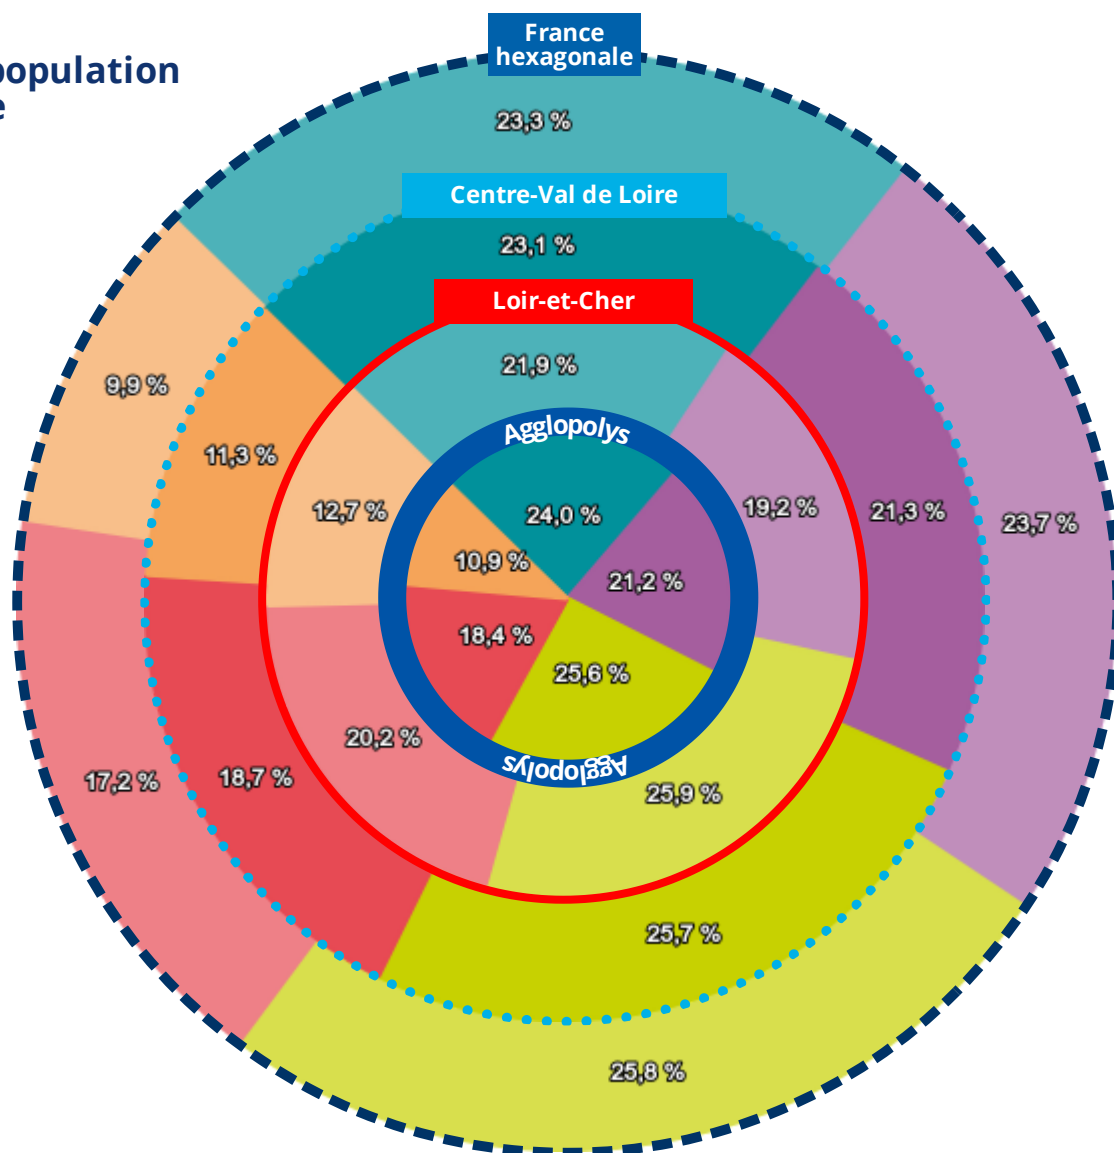 France
hexagonale
population
e
23,3 %
Centre-Val de Loire
23,1 %
Loir-et-Cher
21,9 %
9,9 %
Agglopolys
11,3 %
12,7 %
24,0 %
19,2 %
21,3 %
23,7 %
10,9 %
21,2 %
18,4 %
25,6 %
20,2 %
Agglopolys
17,2 %
18,7 %
25,9 %
25,7 %
25,8 %